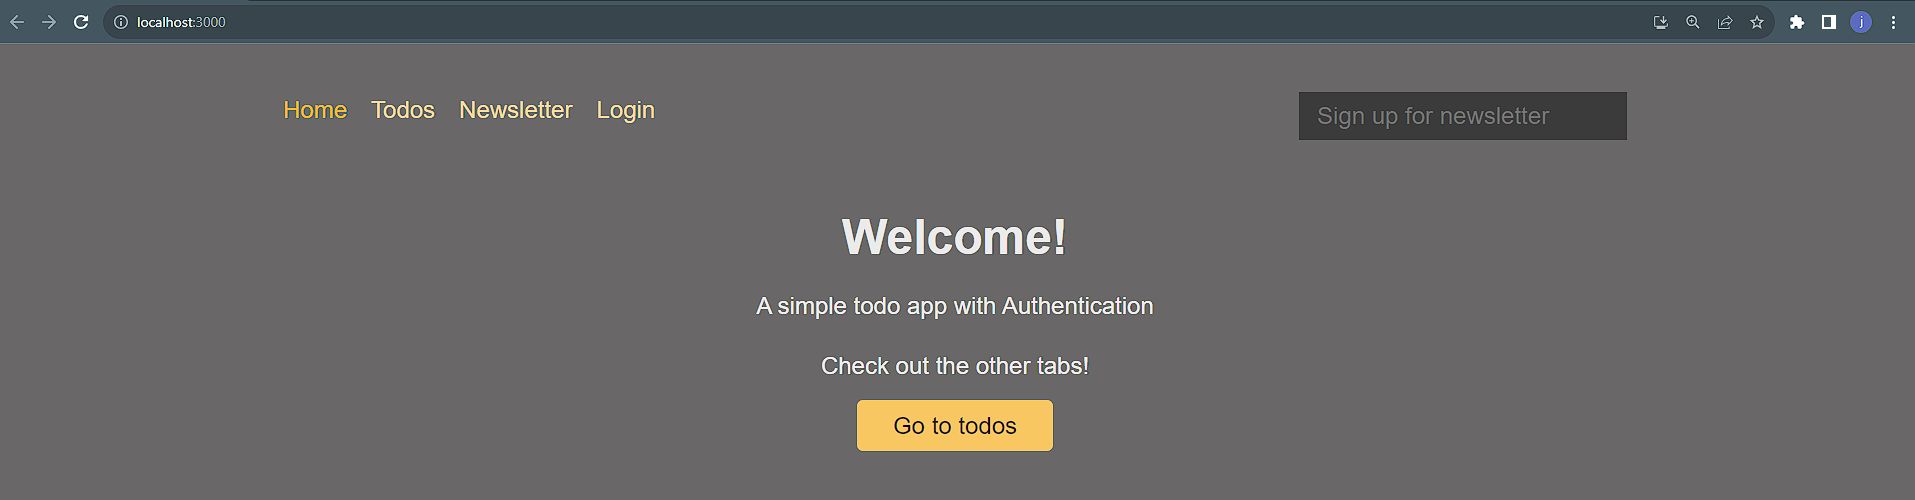 localhost:3000
j
Home Todos Newsletter Login
Sign up for newsletter
Welcome!
A simple todo app with Authentication
Check out the other tabs!
Go to todos